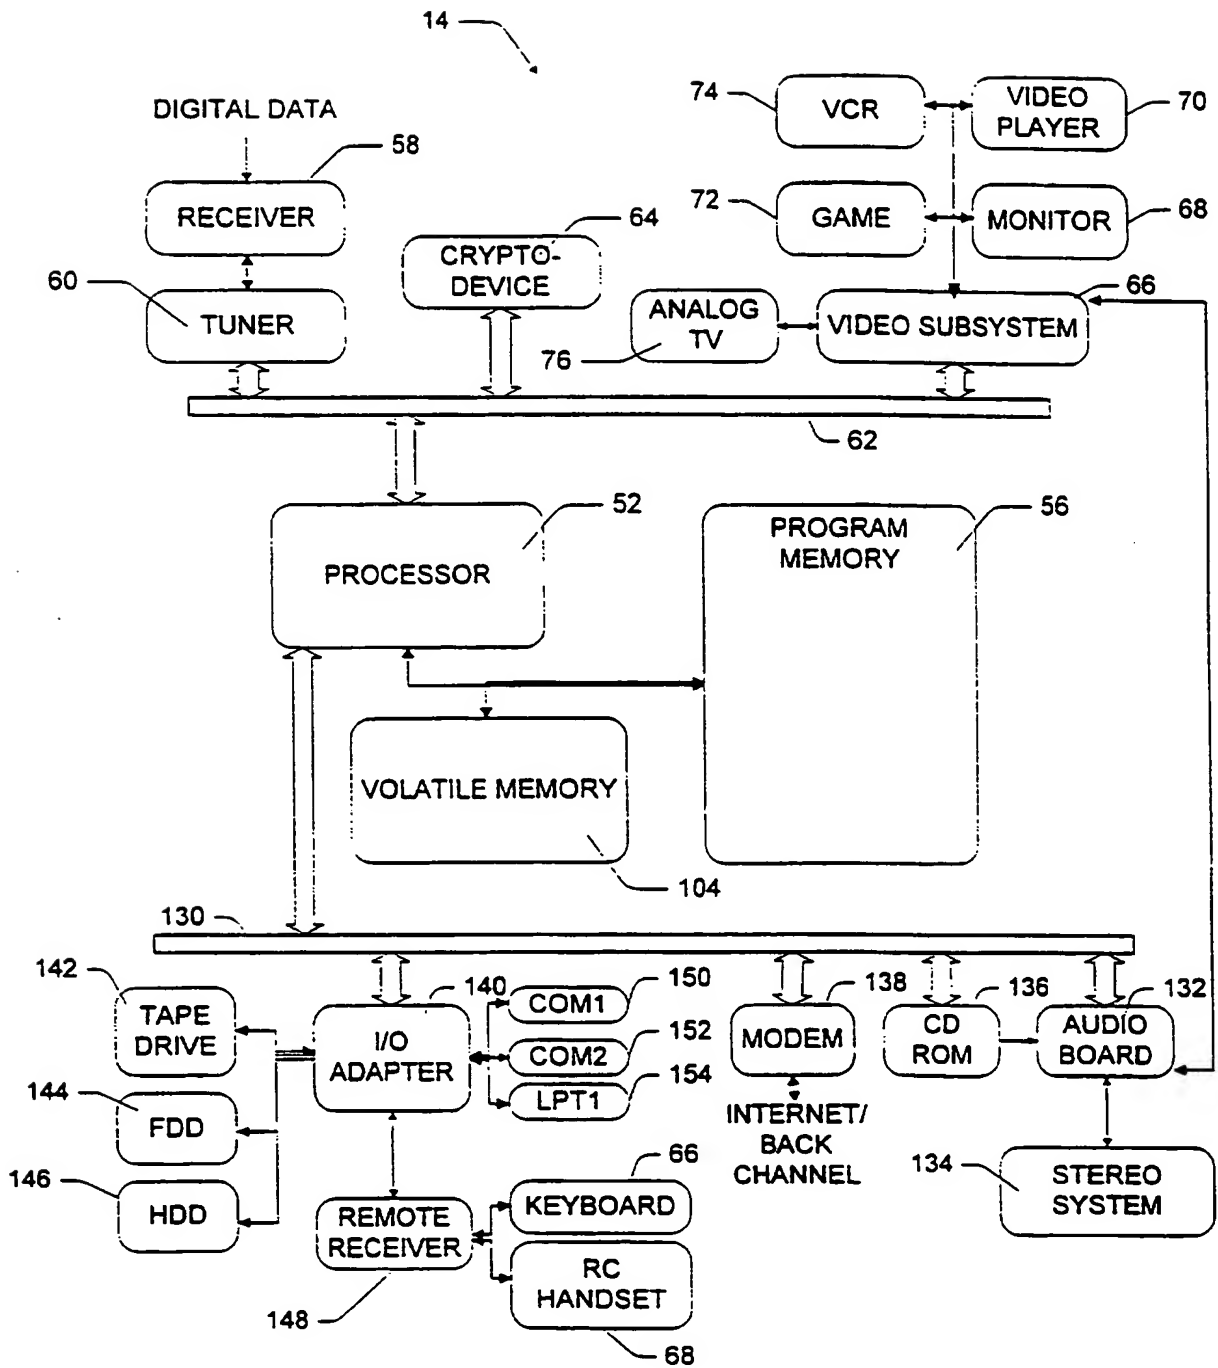 14
DIGITAL DATA
58
RECEIVER
60
TUNER
64
CRYPTO-
DEVICE
74
VCR
VIDEO
PLAYER
70
72
GAME
MONITOR
68
66
ANALOG
TV
76
VIDEO SUBSYSTEM
62
52
PROCESSOR
56
PROGRAM
MEMORY
VOLATILE MEMORY
104
130
142
TAPE
DRIVE
144
FDD
146
HDD
140
I/O
ADAPTER
150
COM1
152
COM2
154
LPT1
138
MODEM
INTERNET/
BACK
CHANNEL
136
CD
ROM
132
AUDIO
BOARD
134
STEREO
SYSTEM
REMOTE
RECEIVER
148
66
KEYBOARD
RC
HANDSET
68